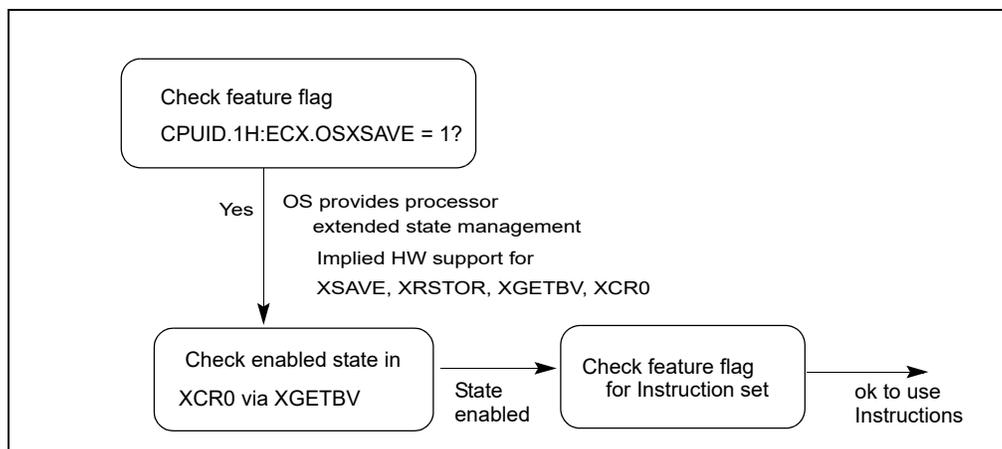 Check feature flag
CPUID.1H:ECX.OSXSAVE = 1?
Yes
OS provides processor
extended state management
Implied HW support for
XSAVE, XRSTOR, XGETBV, XCR0
Check enabled state in
XCR0 via XGETBV
State
enabled
Check feature flag
for Instruction set
ok to use
Instructions